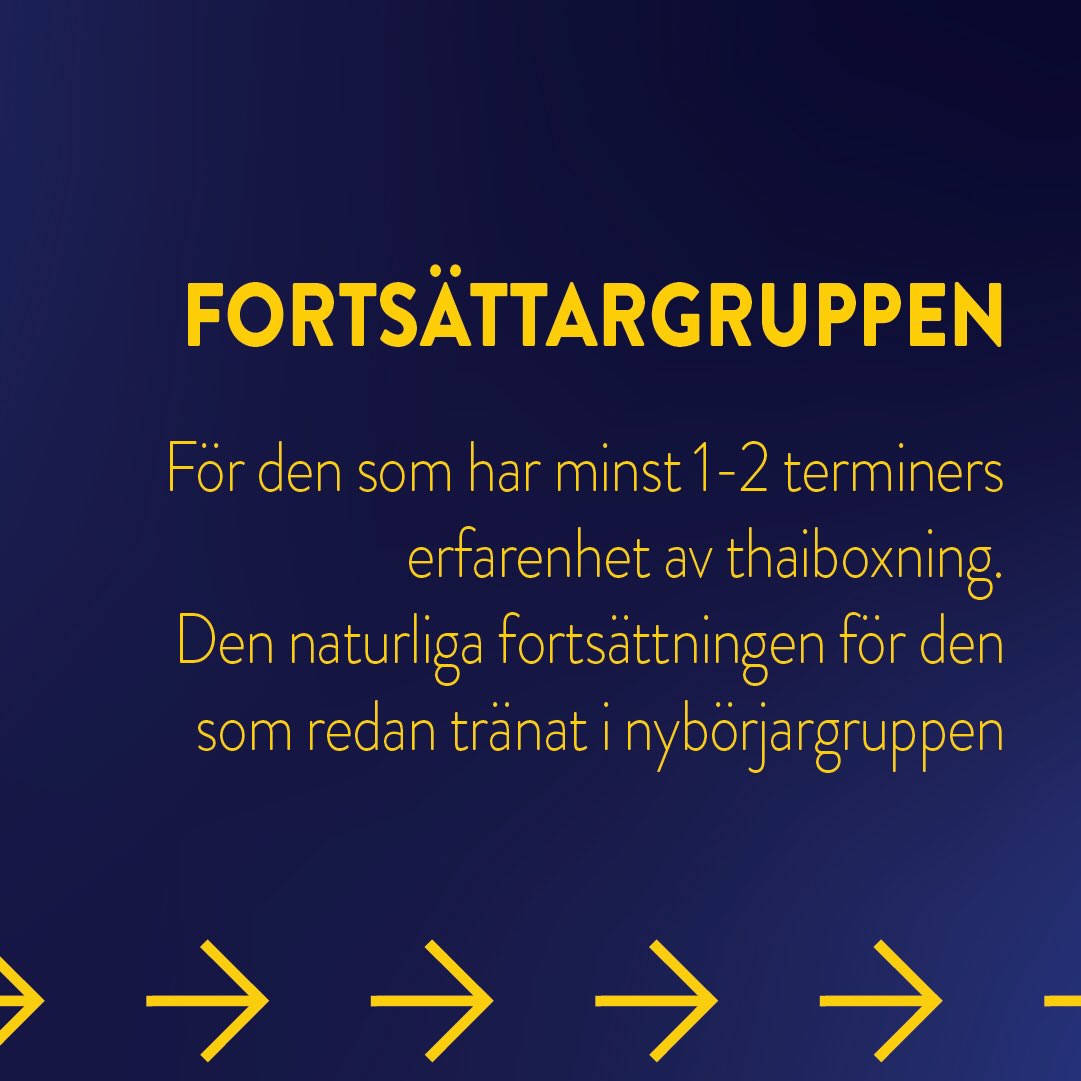 FORTSÄTTARGRUPPEN
För den som har minst 1-2 terminers
erfarenhet av thaiboxning.
Den naturliga fortsättningen för den
som redan tränat i nybörjargruppen